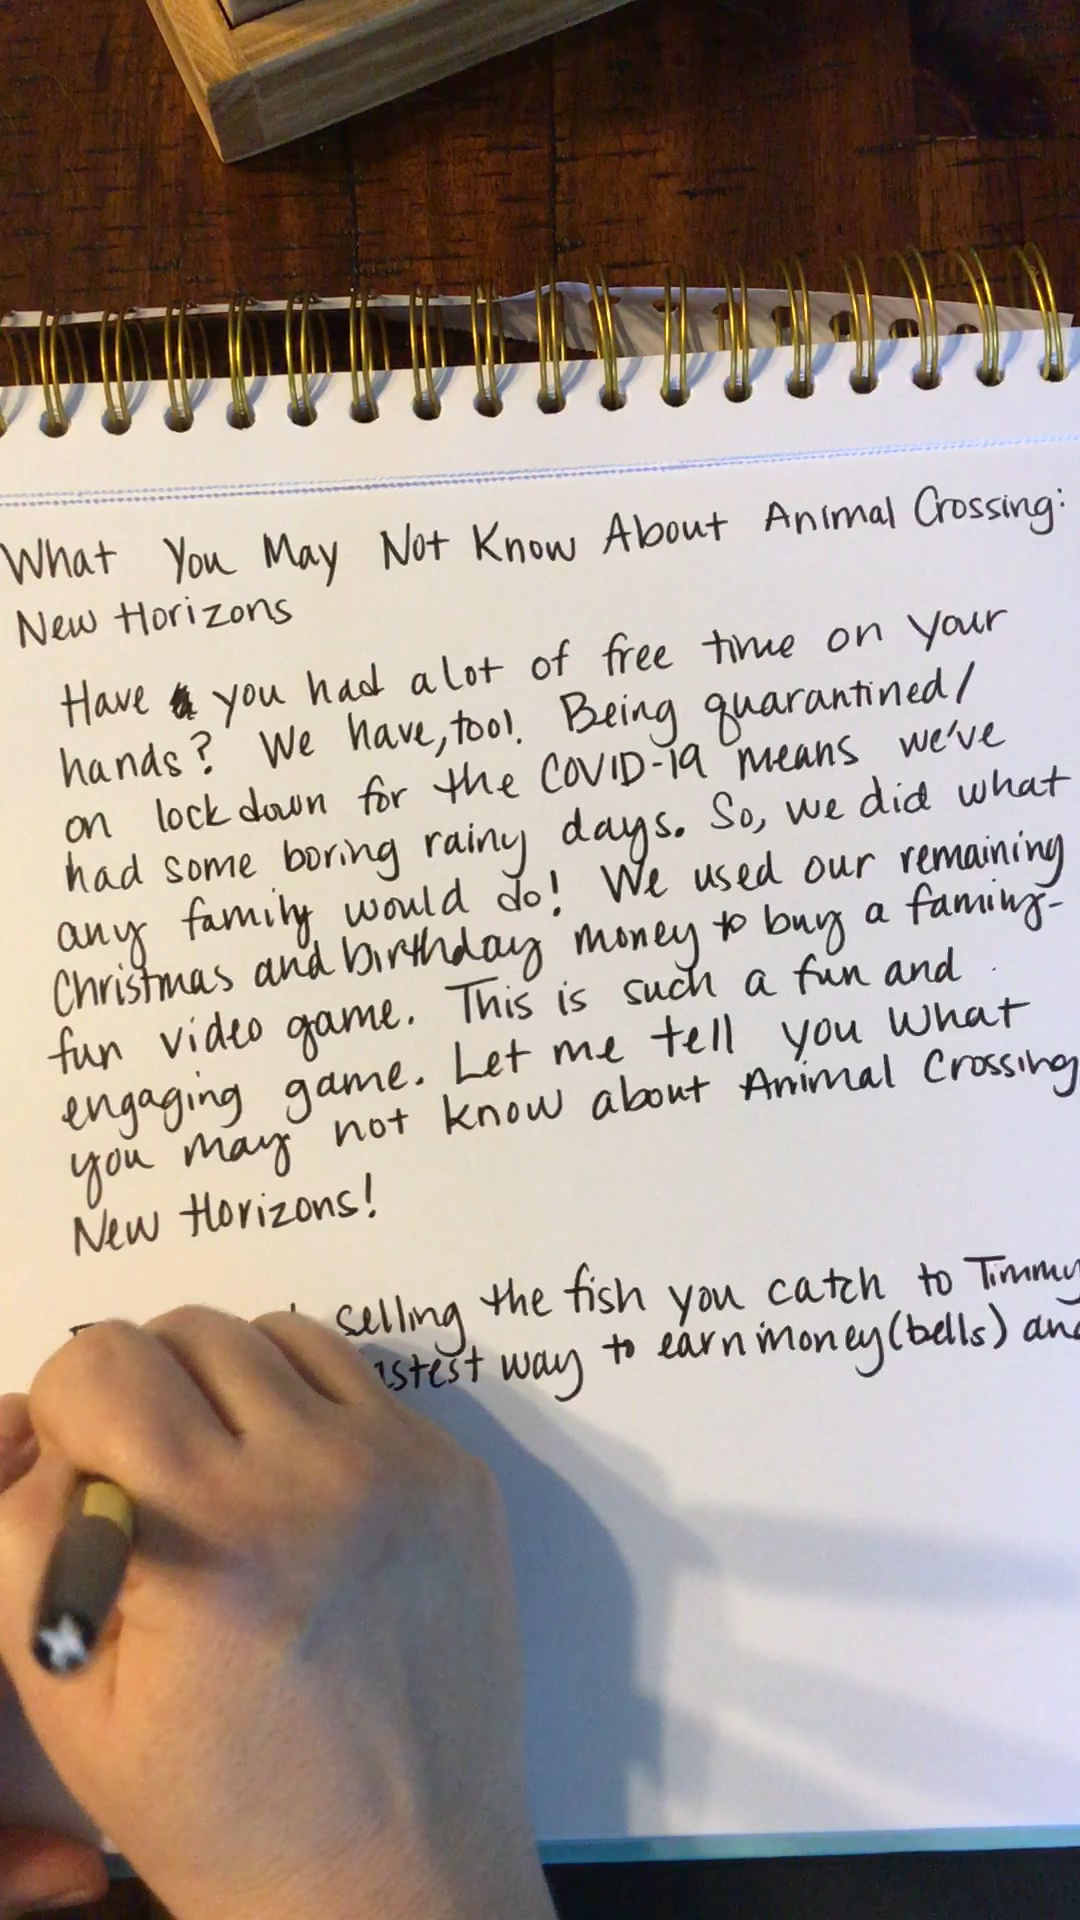 What You May Not Know About Animal Crossing:
New Horizons
Have you had a lot of free time on your
hands? We have, too! Being quarantined/
on lockdown for the COVID-19 means we've
had some boring rainy days. So, we did what
any family would do! We used our remaining
Christmas and birthday money to buy a family-
fun video game. This is such a fun and
engaging game. Let me tell you what
you may not know about Animal Crossing
New Horizons!
selling the fish you catch to Timmy
way to earn money (bells) and